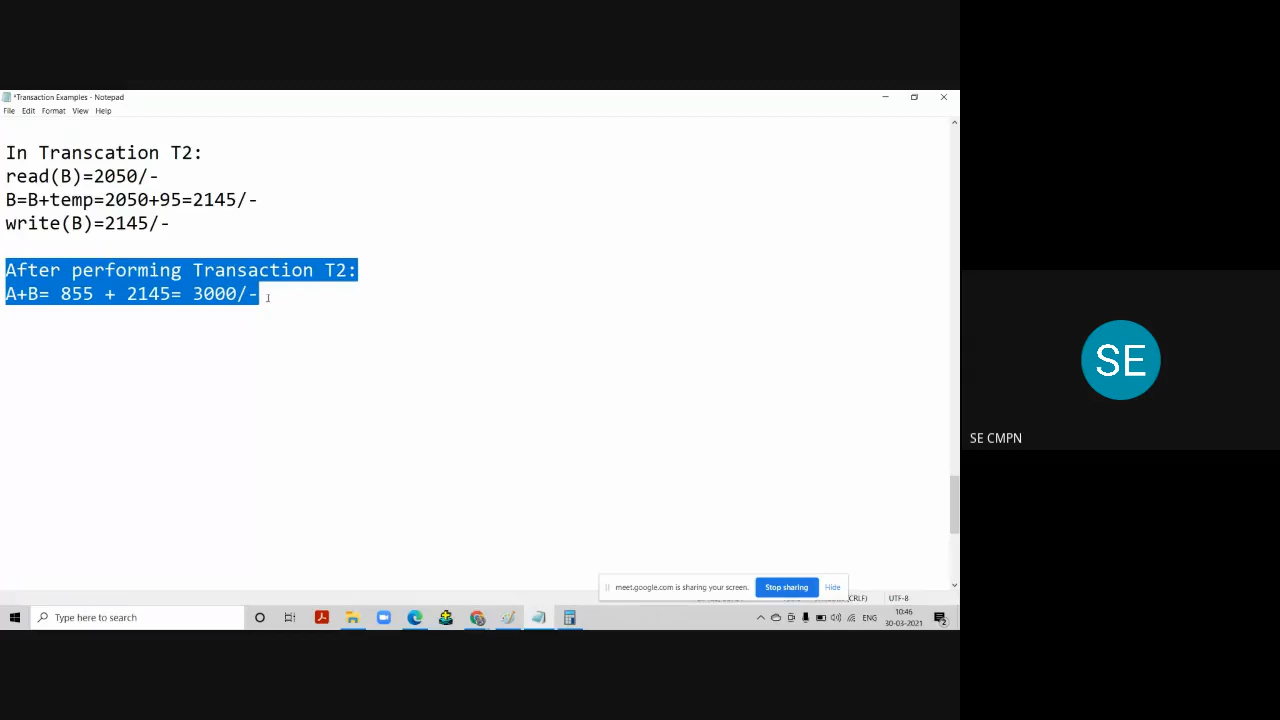 *Transaction Examples - Notepad
File Edit Format View Help
In Transcation T2:
read(B)=2050/-
B=B+temp=2050+95=2145/-
write(B)=2145/-
After performing Transaction T2:
A+B= 855 + 2145= 3000/-
SE
SE CMPN
meet.google.com is sharing your screen. Stop sharing Hide
(CRLF) UTF-8
Type here to search
ENG
10:46
30-03-2021
2